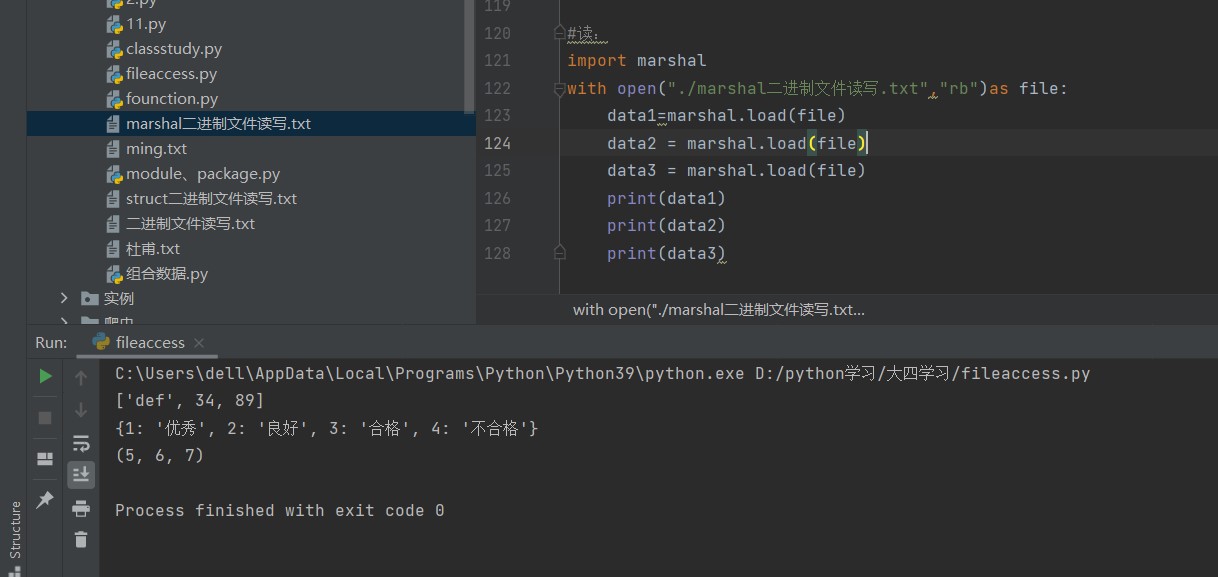 2.py
11.py
classstudy.py
fileaccess.py
founction.py
marshal二进制文件读写.txt
ming.txt
module、package.py
struct二进制文件读写.txt
二进制文件读写.txt
杜甫.txt
组合数据.py
实例
爬虫
119
120 #读：
121 import marshal
122 with open("./marshal二进制文件读写.txt","rb")as file:
123 data1=marshal.load(file)
124 data2 = marshal.load(file)
125 data3 = marshal.load(file)
126 print(data1)
127 print(data2)
128 print(data3)
with open("./marshal二进制文件读写.txt...
Run: fileaccess
C:\Users\dell\AppData\Local\Programs\Python\Python39\python.exe D:/python学习/大四学习/fileaccess.py
['def', 34, 89]
{1: '优秀', 2: '良好', 3: '合格', 4: '不合格'}
(5, 6, 7)
Process finished with exit code 0
Structure